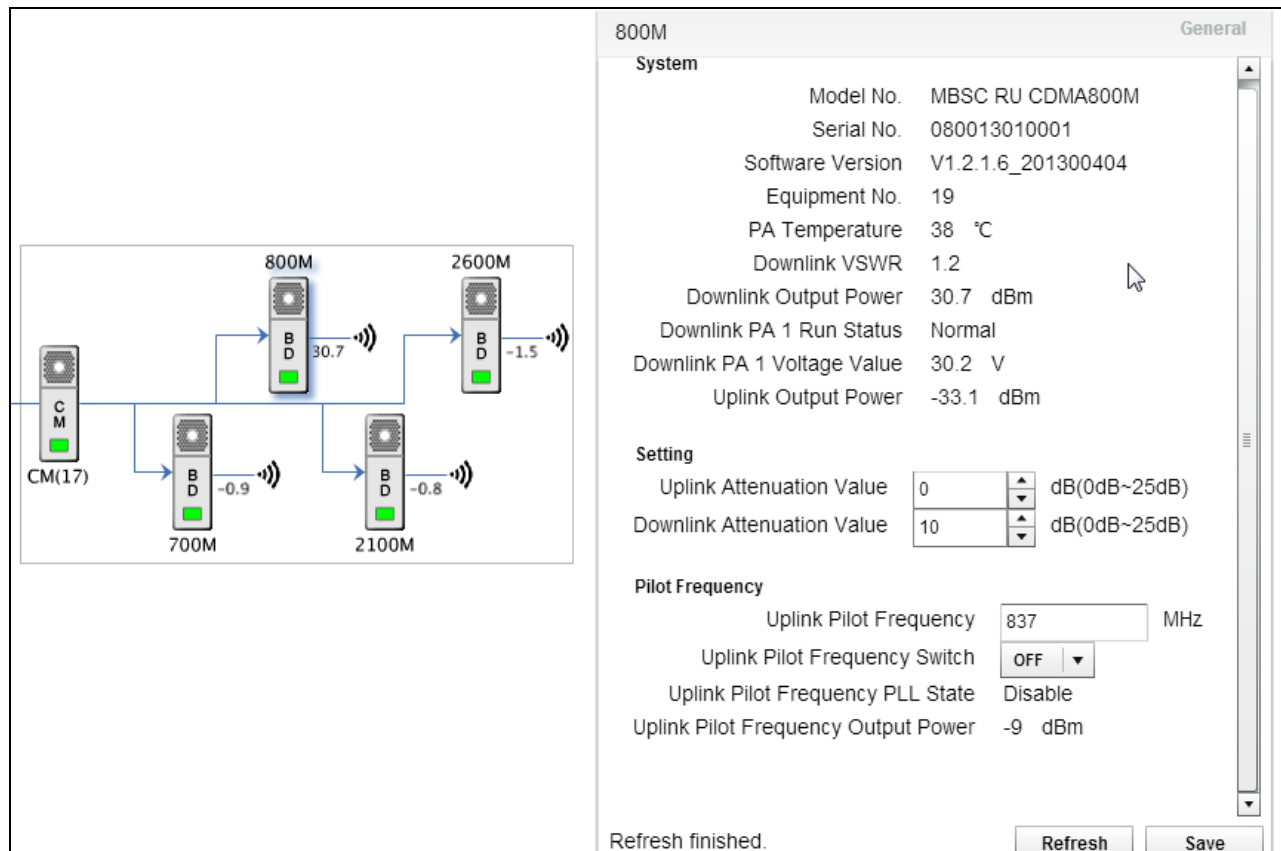 800M
2600M
B
D
30.7
B
D
-1.5
C
M
CM(17)
B
D
-0.9
B
D
-0.8
700M
2100M
800M General
System
Model No. MBSC RU CDMA800M
Serial No. 080013010001
Software Version V1.2.1.6_201300404
Equipment No. 19
PA Temperature 38 ℃
Downlink VSWR 1.2
Downlink Output Power 30.7 dBm
Downlink PA 1 Run Status Normal
Downlink PA 1 Voltage Value 30.2 V
Uplink Output Power -33.1 dBm
Setting
Uplink Attenuation Value 0 dB(0dB~25dB)
Downlink Attenuation Value 10 dB(0dB~25dB)
Pilot Frequency
Uplink Pilot Frequency 837 MHz
Uplink Pilot Frequency Switch OFF
Uplink Pilot Frequency PLL State Disable
Uplink Pilot Frequency Output Power -9 dBm
Refresh finished. Refresh Save